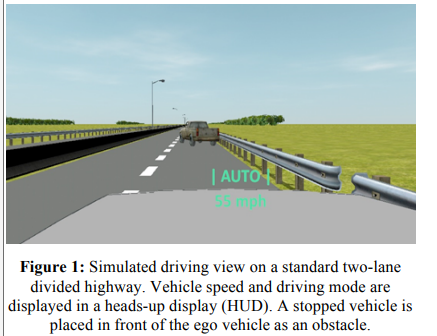 | AUTO |
55 mph
Figure 1: Simulated driving view on a standard two-lane
divided highway. Vehicle speed and driving mode are
displayed in a heads-up display (HUD). A stopped vehicle is
placed in front of the ego vehicle as an obstacle.